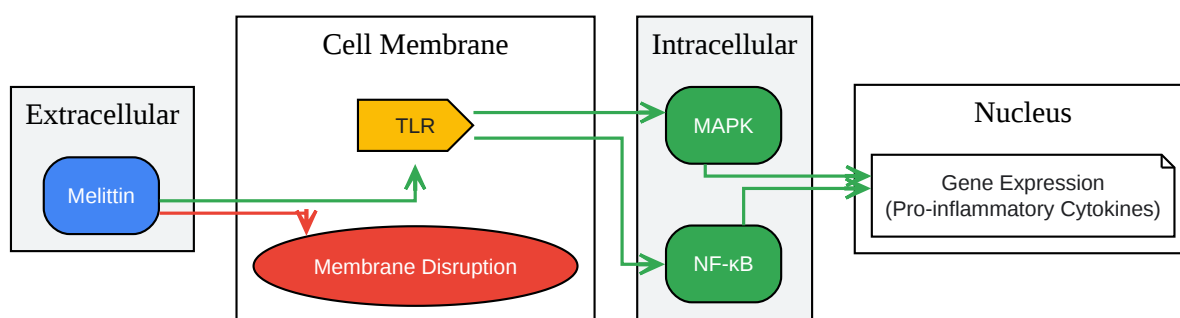 Extracellular
Melittin
Cell Membrane
TLR
Membrane Disruption
Intracellular
MAPK
NF-κB
Nucleus
Gene Expression
(Pro-inflammatory Cytokines)